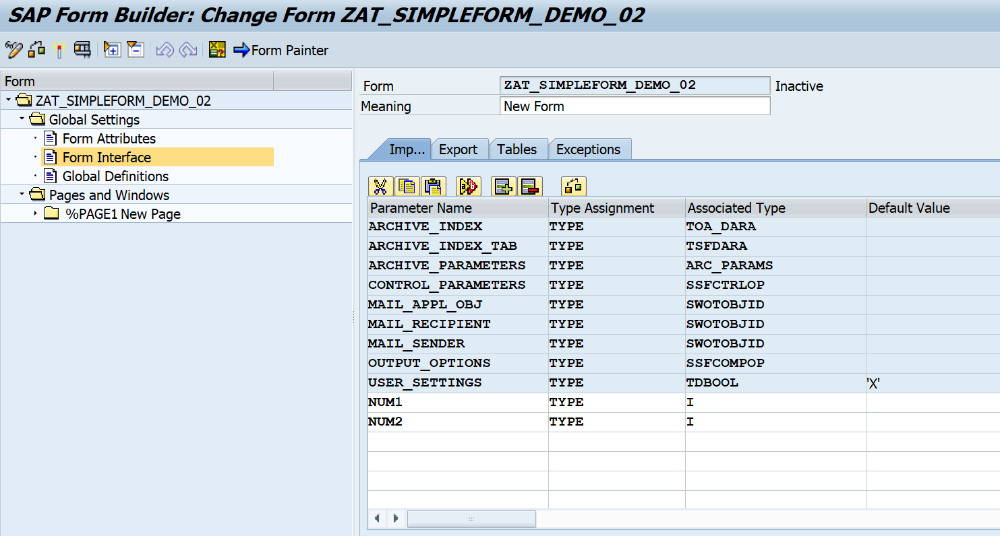 SAP Form Builder: Change Form ZAT_SIMPLEFORM_DEMO_02
Form Painter
Form
ZAT_SIMPLEFORM_DEMO_02
Global Settings
Form Attributes
Form Interface
Global Definitions
Pages and Windows
%PAGE1 New Page
Form ZAT_SIMPLEFORM_DEMO_02 Inactive
Meaning New Form
Imp... Export Tables Exceptions
Parameter Name Type Assignment Associated Type Default Value
ARCHIVE_INDEX TYPE TOA_DARA
ARCHIVE_INDEX_TAB TYPE TSFDARA
ARCHIVE_PARAMETERS TYPE ARC_PARAMS
CONTROL_PARAMETERS TYPE SSFCTRLOP
MAIL_APPL_OBJ TYPE SWOTOBJID
MAIL_RECIPIENT TYPE SWOTOBJID
MAIL_SENDER TYPE SWOTOBJID
OUTPUT_OPTIONS TYPE SSFCOMPOP
USER_SETTINGS TYPE TDBOOL 'X'
NUM1 TYPE I
NUM2 TYPE I